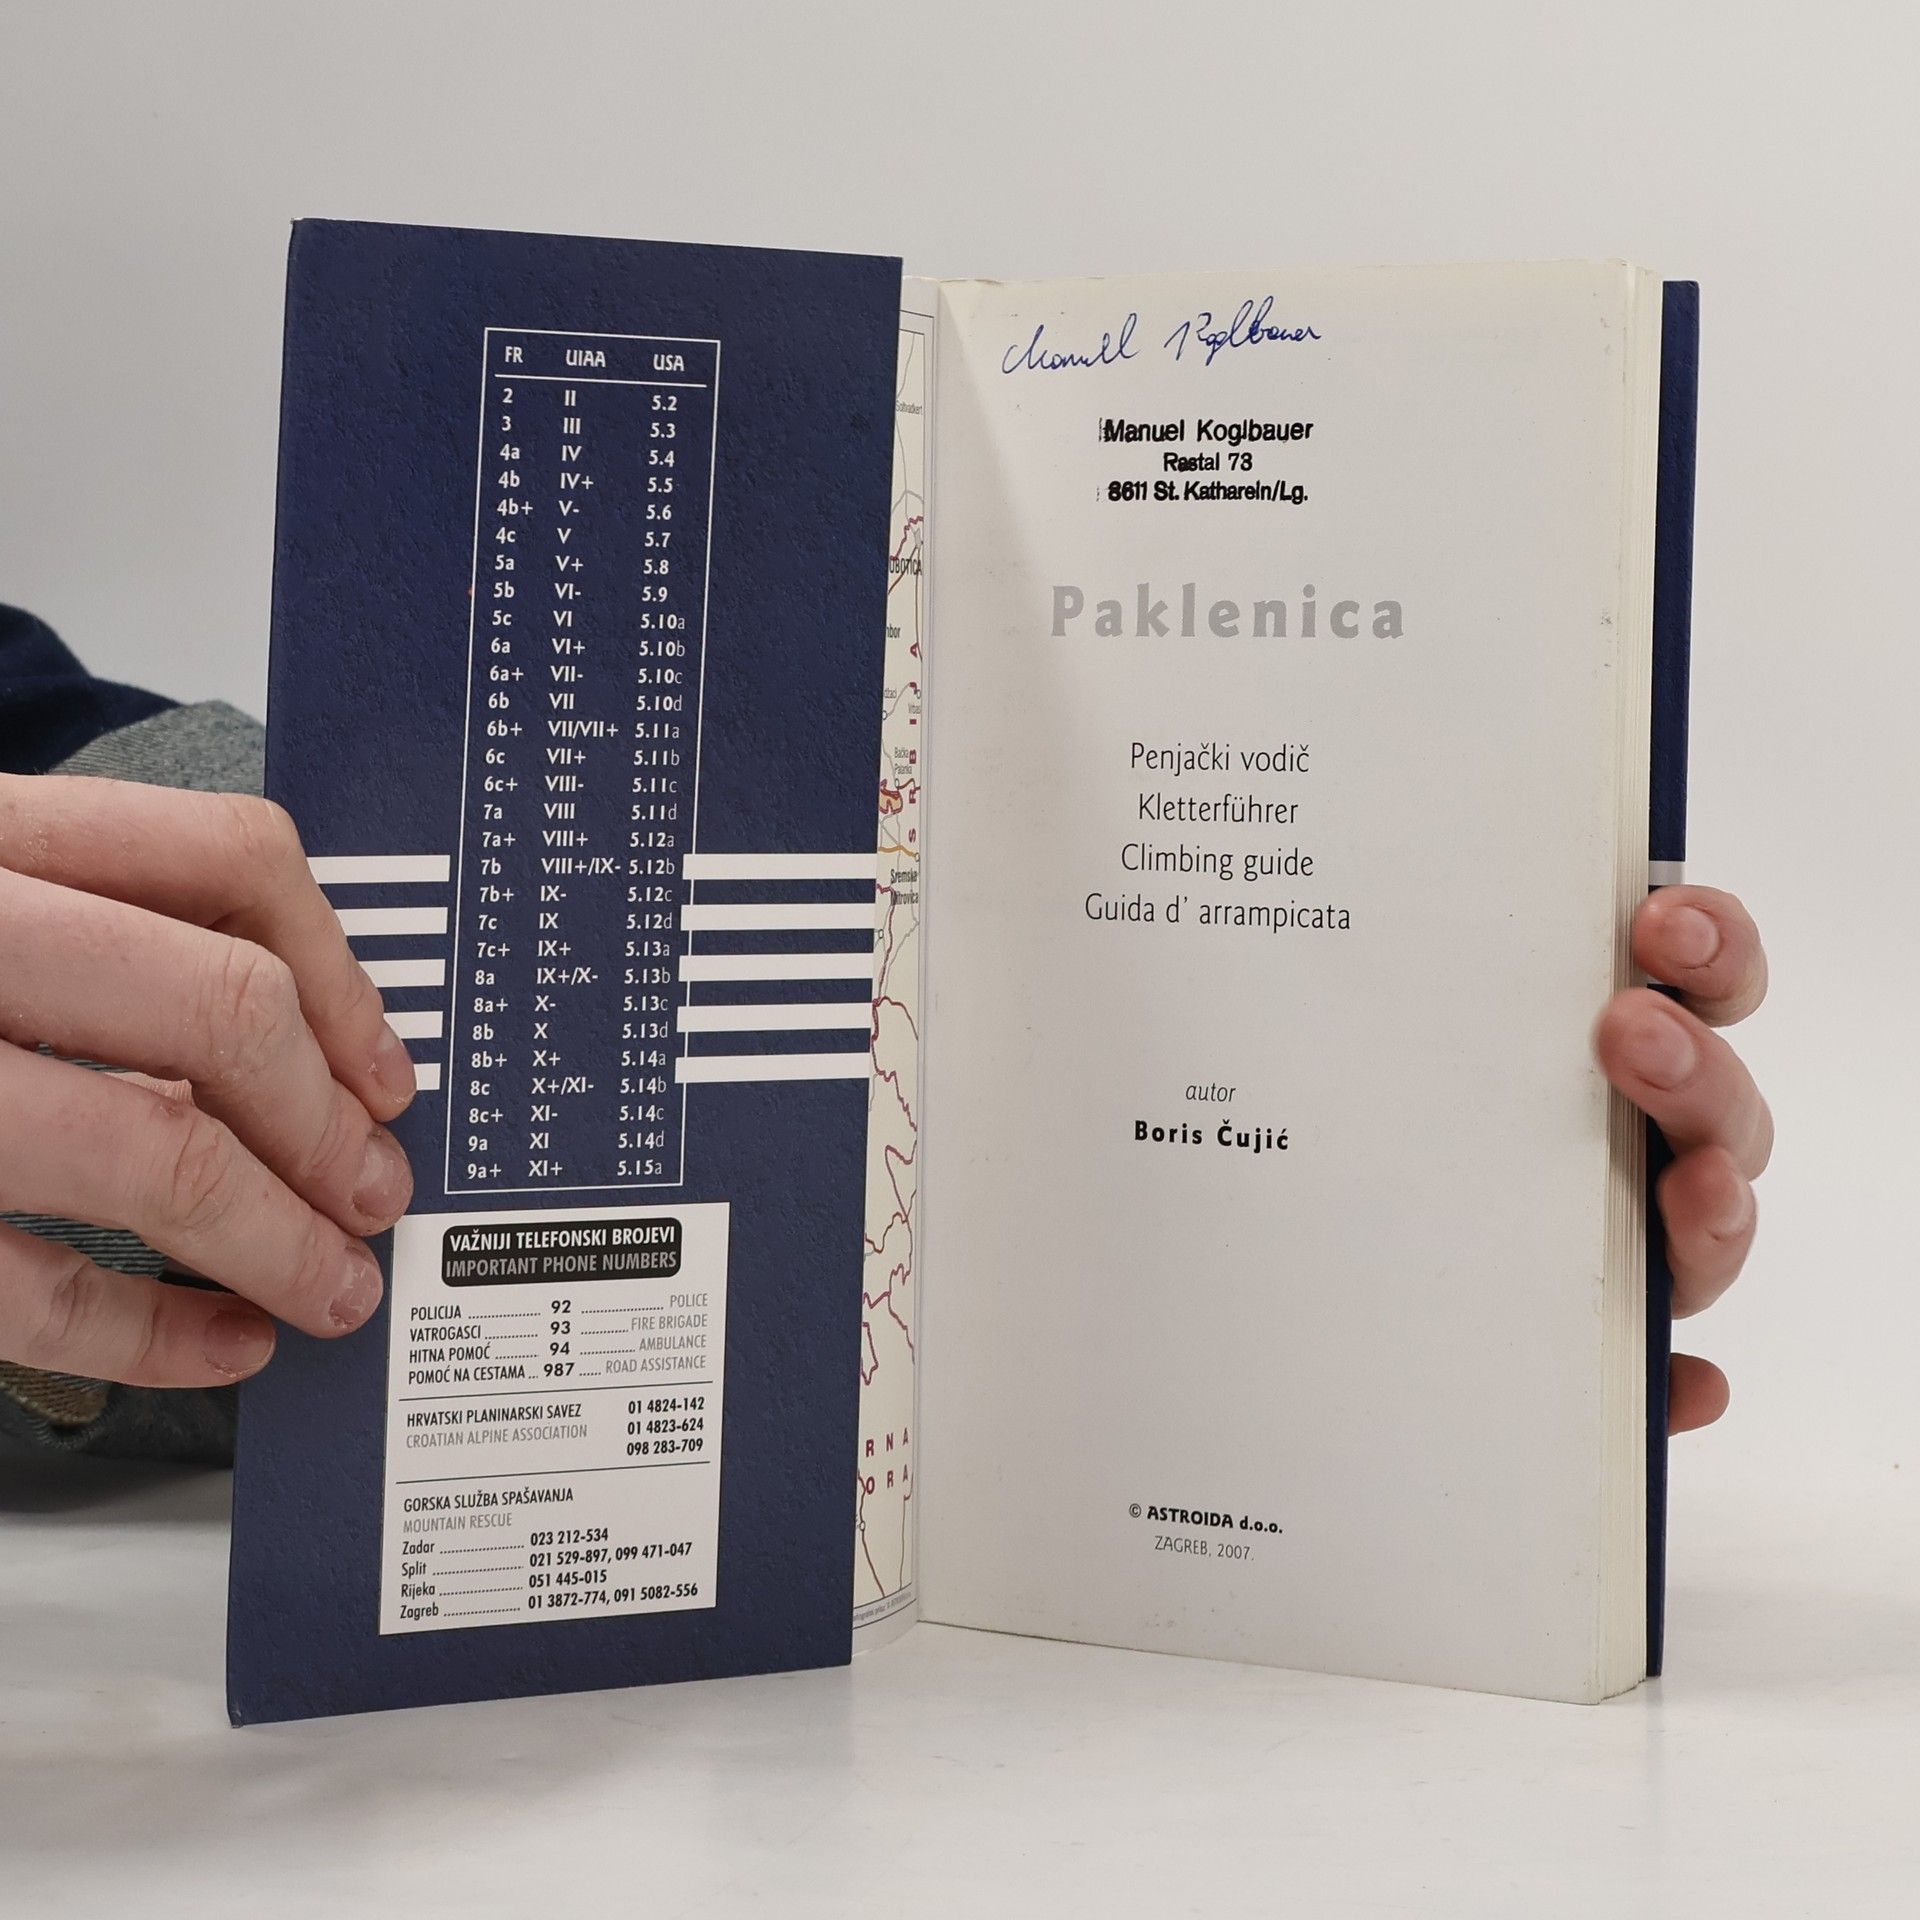 FR UIAA USA
2 II 5.2
3 III 5.3
4a IV 5.4
4b IV+ 5.5
4b+ V- 5.6
4c V 5.7
5a V+ 5.8
5b VI- 5.9
5c VI 5.10a
6a VI+ 5.10b
6a+ VII- 5.10c
6b VII 5.10d
6b+ VII/VII+ 5.11a
6c VII+ 5.11b
6c+ VIII- 5.11c
7a VIII 5.11d
7a+ VIII+ 5.12a
7b VIII+/IX- 5.12b
7b+ IX- 5.12c
7c IX 5.12d
7c+ IX+ 5.13a
8a IX+/X- 5.13b
8a+ X- 5.13c
8b X 5.13d
8b+ X+ 5.14a
8c X+/XI- 5.14b
8c+ XI- 5.14c
9a XI 5.14d
9a+ XI+ 5.15a
VAŽNIJI TELEFONSKI BROJEVI
IMPORTANT PHONE NUMBERS
POLICIJA .................. 92 ..................... POLICE
VATROGASCI ............. 93 ............ FIRE BRIGADE
HITNA POMOĆ ........... 94 .............. AMBULANCE
POMOĆ NA CESTAMA ... 987 ...... ROAD ASSISTANCE
HRVATSKI PLANINARSKI SAVEZ 01 4824-142
CROATIAN ALPINE ASSOCIATION 01 4823-624
098 283-709
GORSKA SLUŽBA SPAŠAVANJA
MOUNTAIN RESCUE
Zadar ..................... 023 212-534
Split ....................... 021 529-897, 099 471-047
Rijeka .................... 051 445-015
Zagreb ................... 01 3872-774, 091 5082-556
Manuel Koglbauer
Manuel Koglbauer
Rastal 73
8611 St. Katharein/Lg.
Paklenica
Penjački vodič
Kletterführer
Climbing guide
Guida d' arrampicata
autor
Boris Čujić
© ASTROIDA d.o.o.
ZAGREB, 2007.